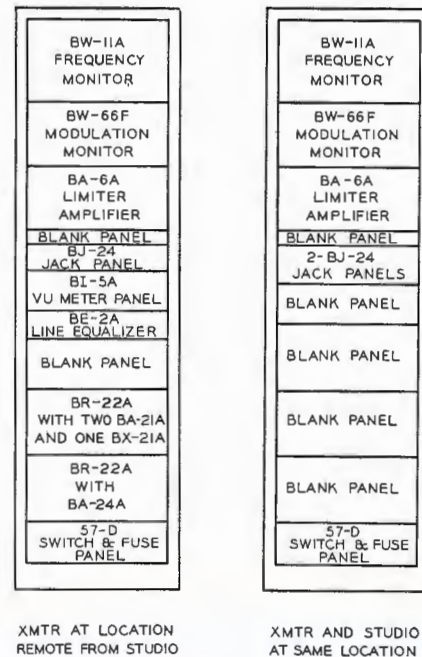 BW-11A
FREQUENCY
MONITOR
BW-66F
MODULATION
MONITOR
BA-6A
LIMITER
AMPLIFIER
BLANK PANEL
BJ-24
JACK PANEL
BI-5A
VU METER PANEL
BE-2A
LINE EQUALIZER
BLANK PANEL
BR-22A
WITH TWO BA-21A
AND ONE BX-21A
BR-22A
WITH
BA-24A
57-D
SWITCH & FUSE
PANEL
XMTR AT LOCATION
REMOTE FROM STUDIO
BW-11A
FREQUENCY
MONITOR
BW-66F
MODULATION
MONITOR
BA-6A
LIMITER
AMPLIFIER
BLANK PANEL
2-BJ-24
JACK PANELS
BLANK PANEL
BLANK PANEL
BLANK PANEL
BLANK PANEL
57-D
SWITCH & FUSE
PANEL
XMTR AND STUDIO
AT SAME LOCATION